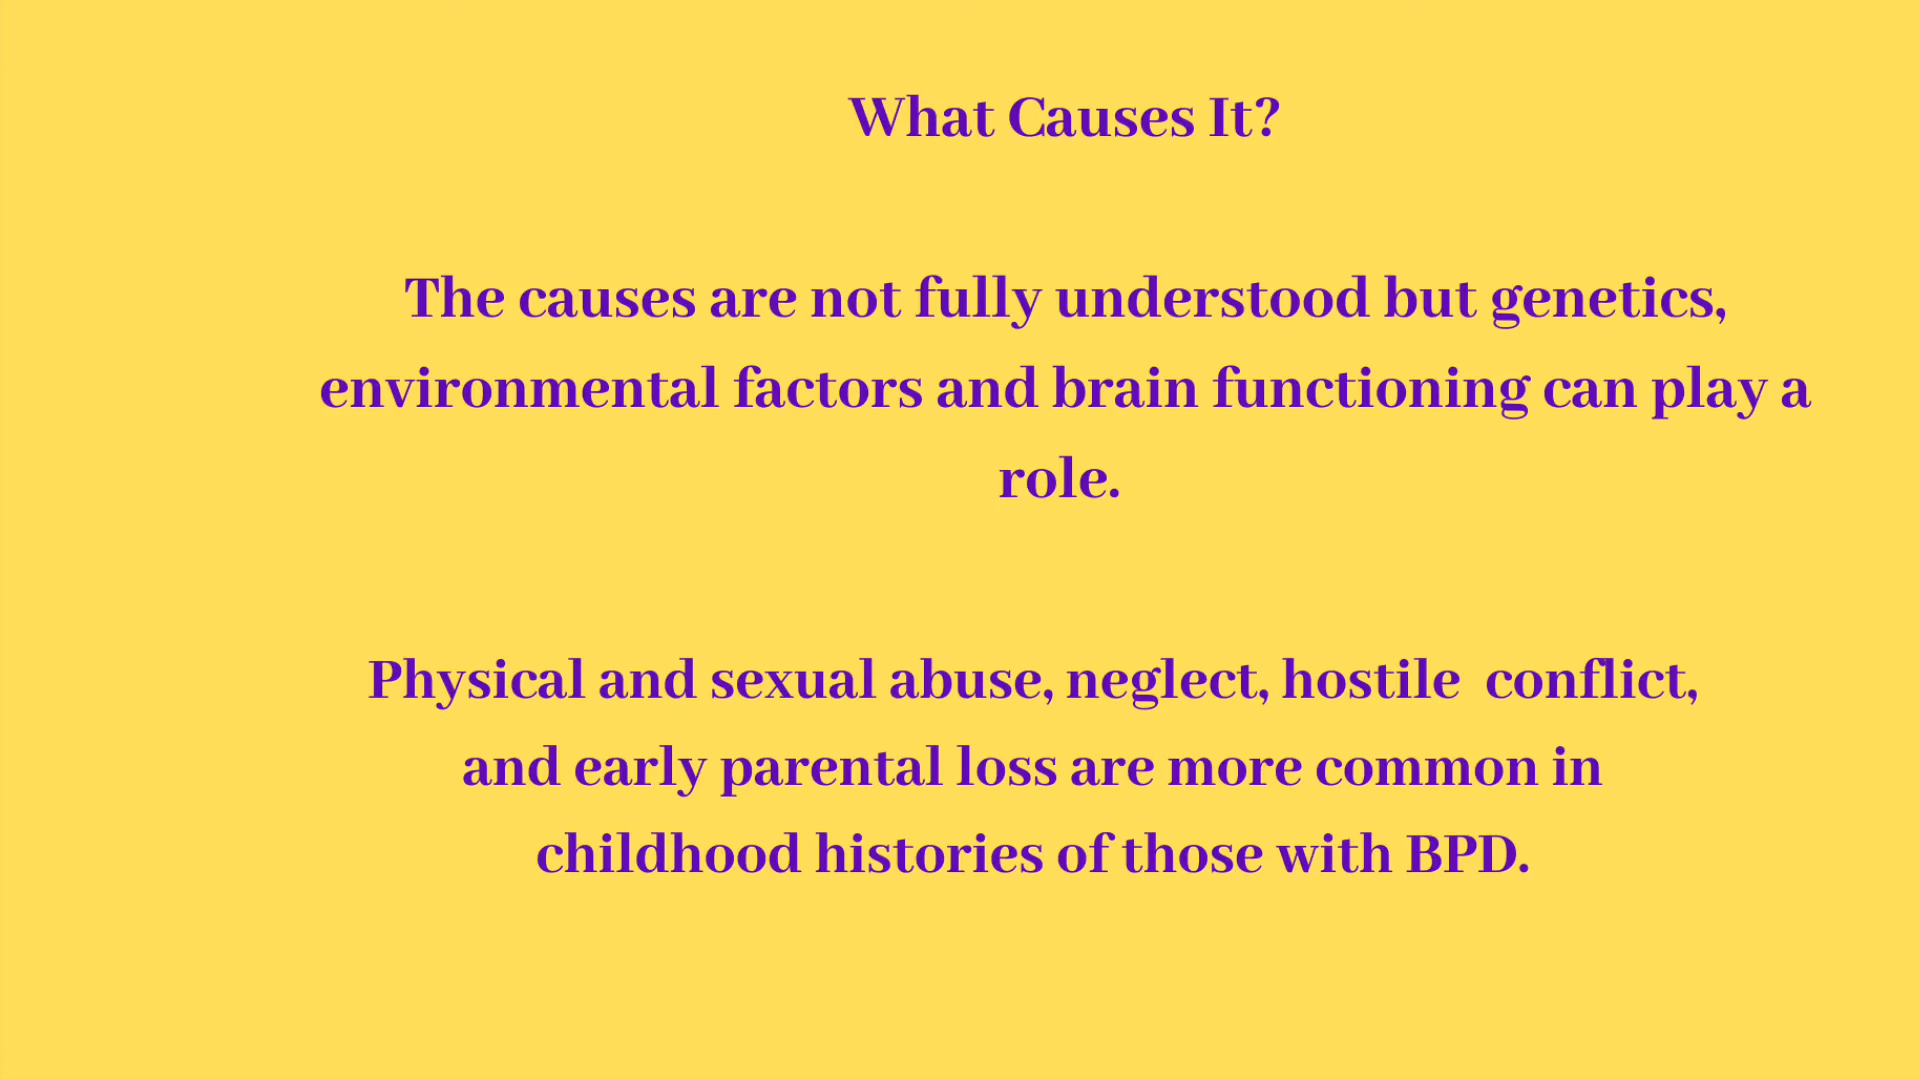 What Causes It?
The causes are not fully understood but genetics,
environmental factors and brain functioning can play a
role.
Physical and sexual abuse, neglect, hostile  conflict,
and early parental loss are more common in
childhood histories of those with BPD.